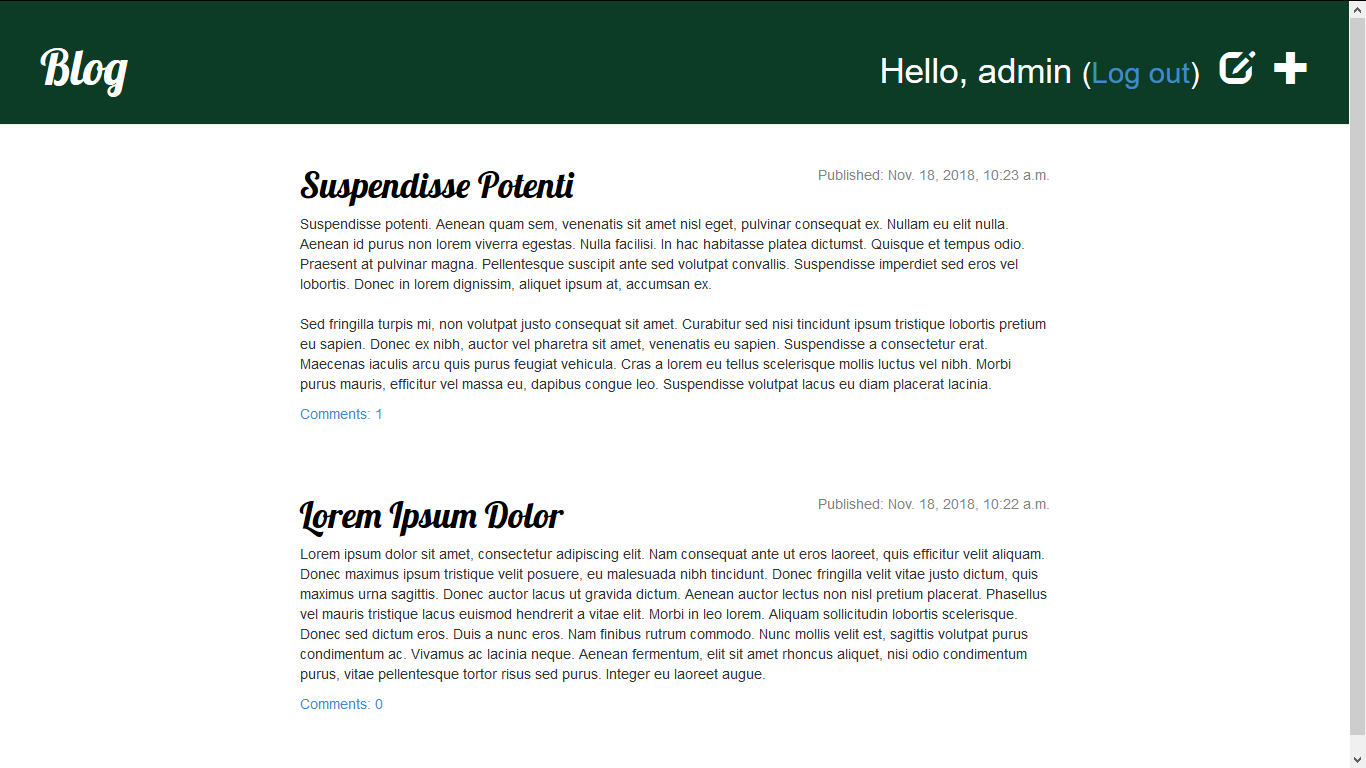 Blog
Hello, admin (Log out)
Suspendisse Potenti
Published: Nov. 18, 2018, 10:23 a.m.
Suspendisse potenti. Aenean quam sem, venenatis sit amet nisl eget, pulvinar consequat ex. Nullam eu elit nulla.
Aenean id purus non lorem viverra egestas. Nulla facilisi. In hac habitasse platea dictumst. Quisque et tempus odio.
Praesent at pulvinar magna. Pellentesque suscipit ante sed volutpat convallis. Suspendisse imperdiet sed eros vel
lobortis. Donec in lorem dignissim, aliquet ipsum at, accumsan ex.
Sed fringilla turpis mi, non volutpat justo consequat sit amet. Curabitur sed nisi tincidunt ipsum tristique lobortis pretium
eu sapien. Donec ex nibh, auctor vel pharetra sit amet, venenatis eu sapien. Suspendisse a consectetur erat.
Maecenas iaculis arcu quis purus feugiat vehicula. Cras a lorem eu tellus scelerisque mollis luctus vel nibh. Morbi
purus mauris, efficitur vel massa eu, dapibus congue leo. Suspendisse volutpat lacus eu diam placerat lacinia.
Comments: 1
Lorem Ipsum Dolor
Published: Nov. 18, 2018, 10:22 a.m.
Lorem ipsum dolor sit amet, consectetur adipiscing elit. Nam consequat ante ut eros laoreet, quis efficitur velit aliquam.
Donec maximus ipsum tristique velit posuere, eu malesuada nibh tincidunt. Donec fringilla velit vitae justo dictum, quis
maximus urna sagittis. Donec auctor lacus ut gravida dictum. Aenean auctor lectus non nisl pretium placerat. Phasellus
vel mauris tristique lacus euismod hendrerit a vitae elit. Morbi in leo lorem. Aliquam sollicitudin lobortis scelerisque.
Donec sed dictum eros. Duis a nunc eros. Nam finibus rutrum commodo. Nunc mollis velit est, sagittis volutpat purus
condimentum ac. Vivamus ac lacinia neque. Aenean fermentum, elit sit amet rhoncus aliquet, nisi odio condimentum
purus, vitae pellentesque tortor risus sed purus. Integer eu laoreet augue.
Comments: 0